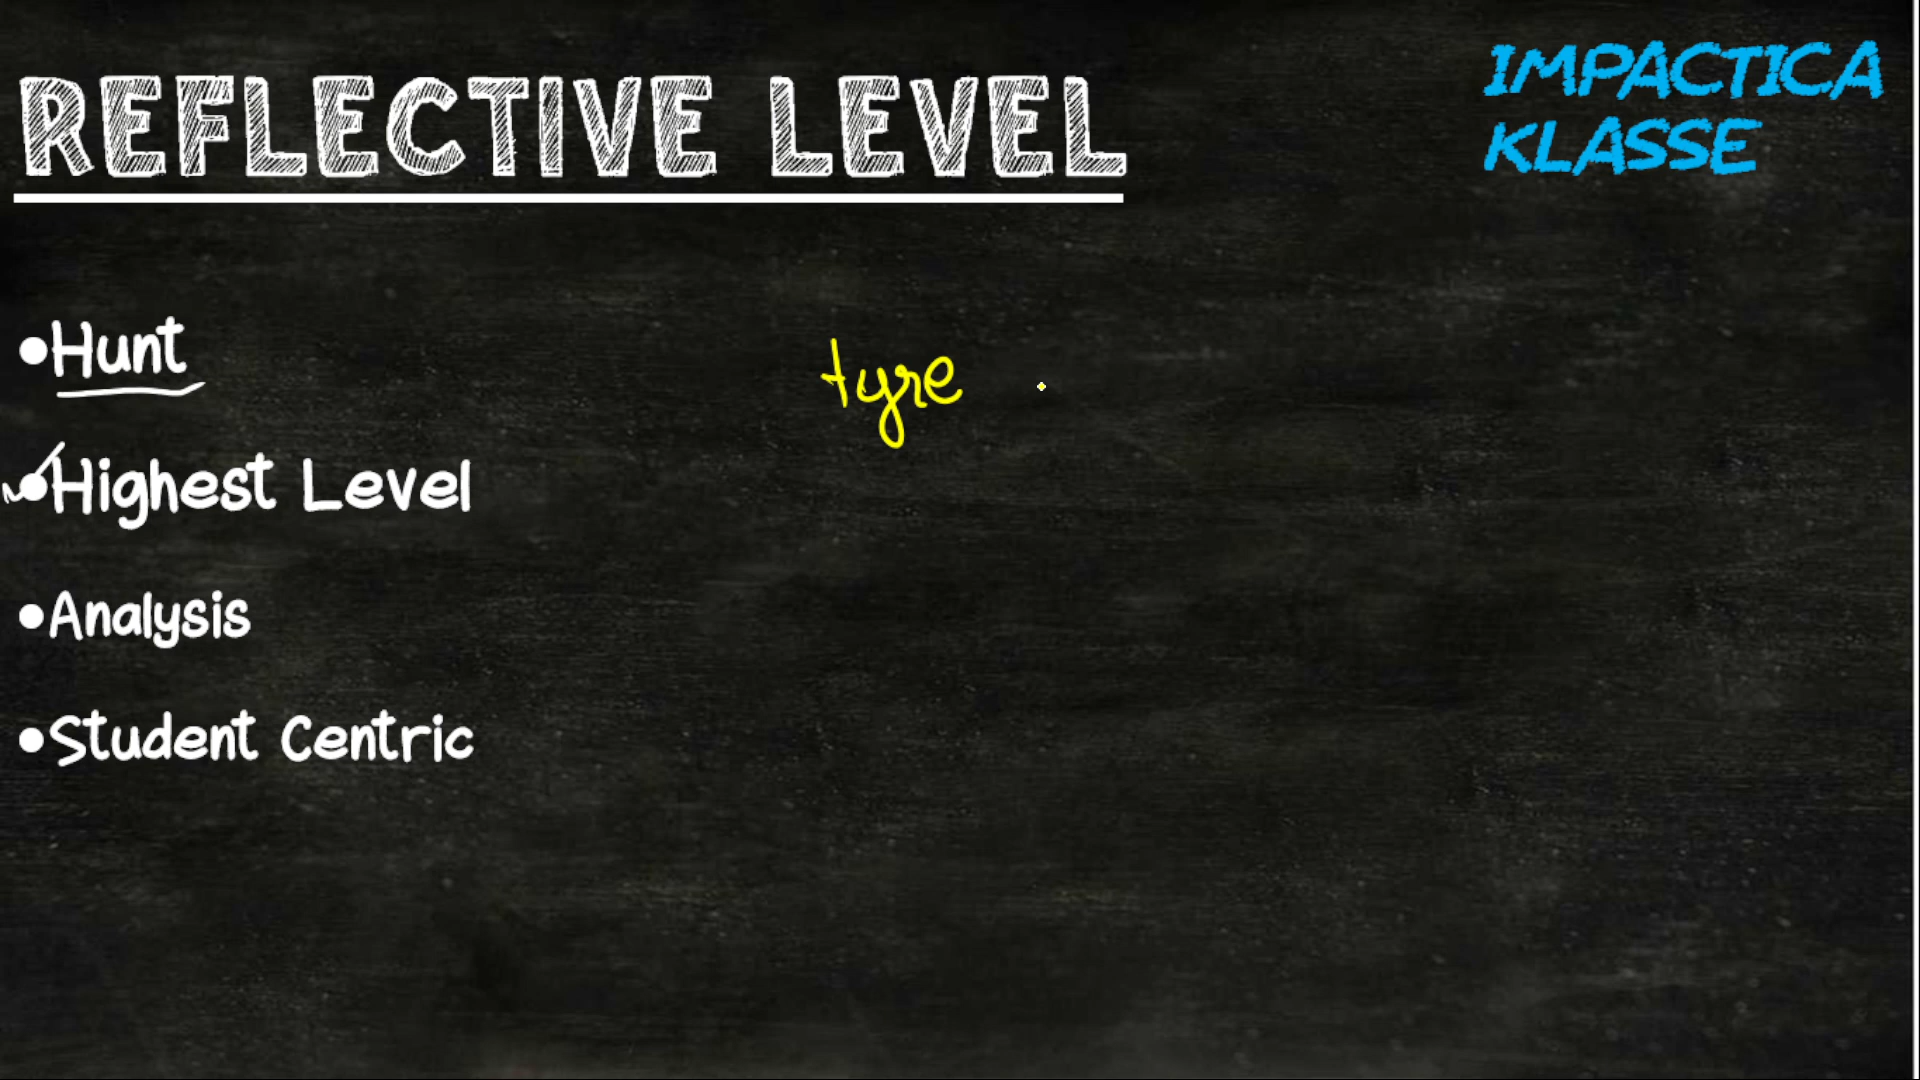 REFLECTIVE LEVEL
IMPACTICA
KLASSE
•Hunt
tyre
•Highest Level
•Analysis
•Student Centric